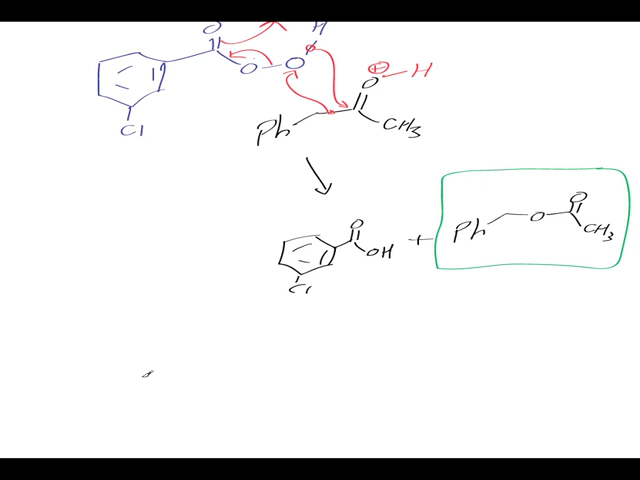 O H
O O
⊕
O H
Cl
Ph CH3
O
OH + Ph O O CH3
Cl